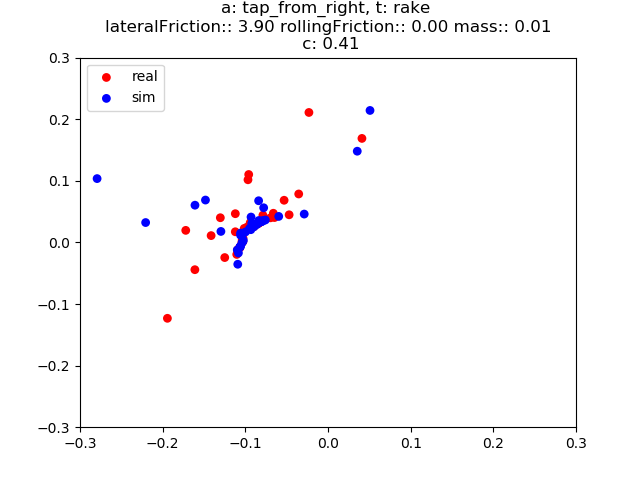 a: tap_from_right, t: rake
lateralFriction:: 3.90 rollingFriction:: 0.00 mass:: 0.01
c: 0.41
real
sim
0.3
0.2
0.1
0.0
−0.1
−0.2
−0.3
−0.3 −0.2 −0.1 0.0 0.1 0.2 0.3